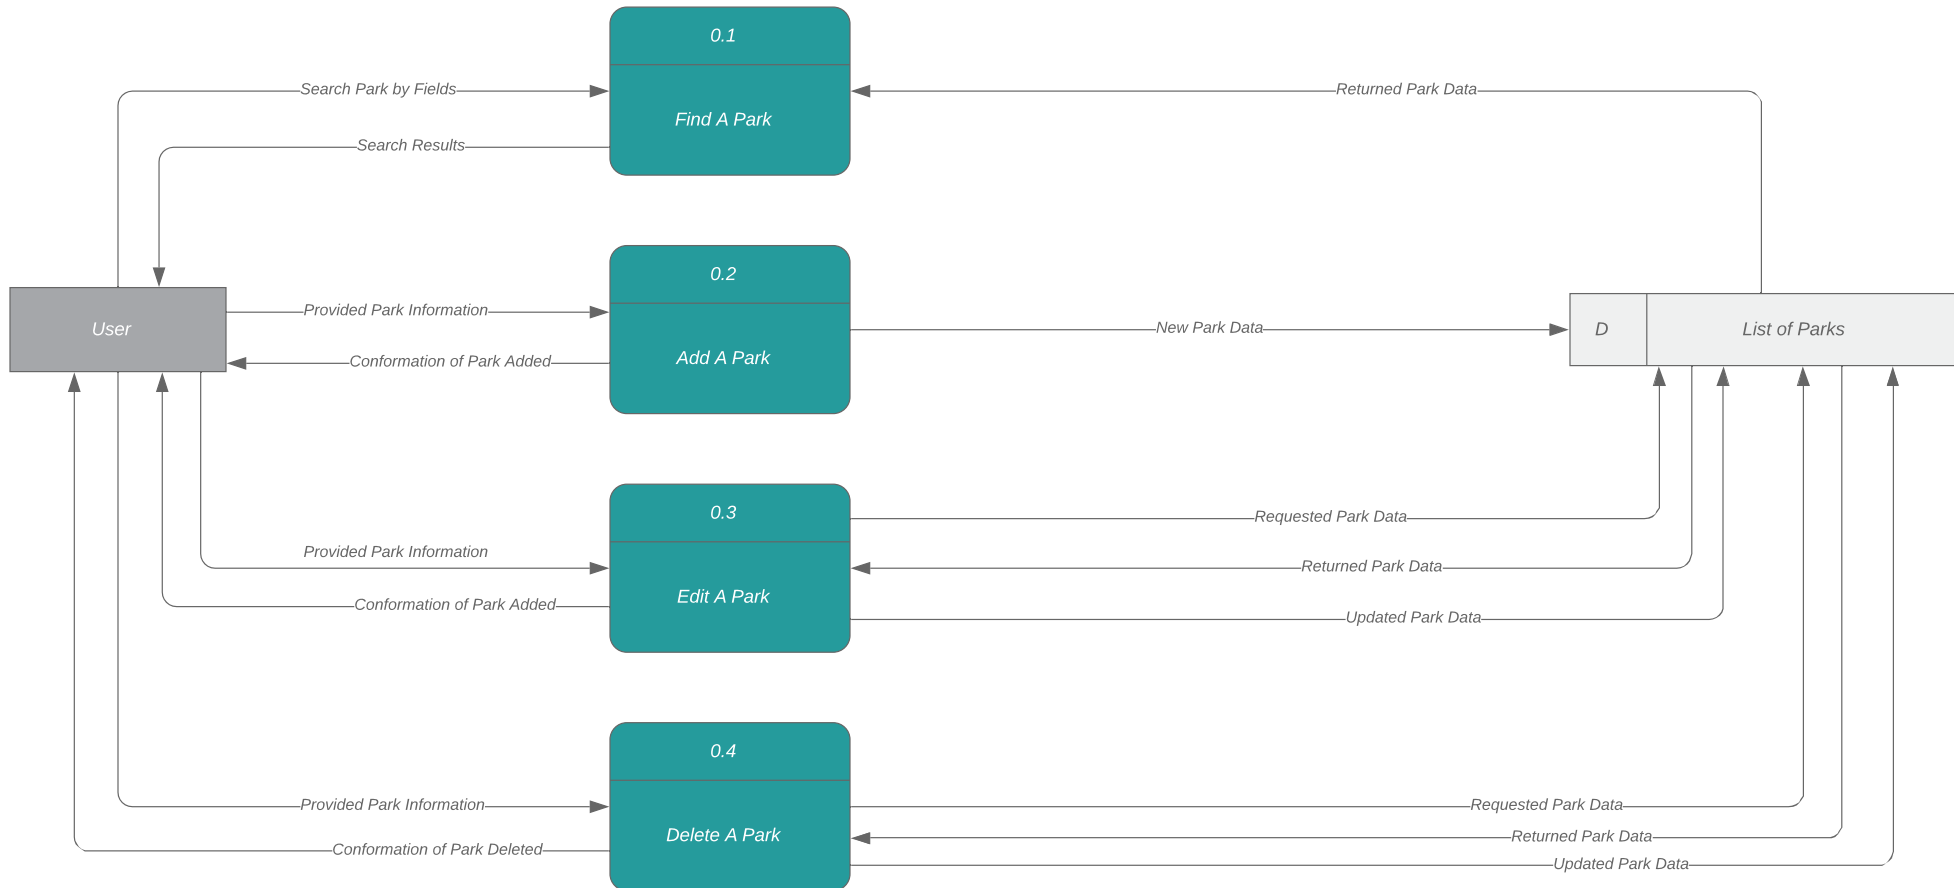 0.1
Search Park by Fields
Returned Park Data
Find A Park
Search Results
0.2
Provided Park Information
User
New Park Data
D
List of Parks
Add A Park
Conformation of Park Added
0.3
Requested Park Data
Provided Park Information
Returned Park Data
Edit A Park
Conformation of Park Added
Updated Park Data
0.4
Provided Park Information
Requested Park Data
Delete A Park
Returned Park Data
Conformation of Park Deleted
Updated Park Data